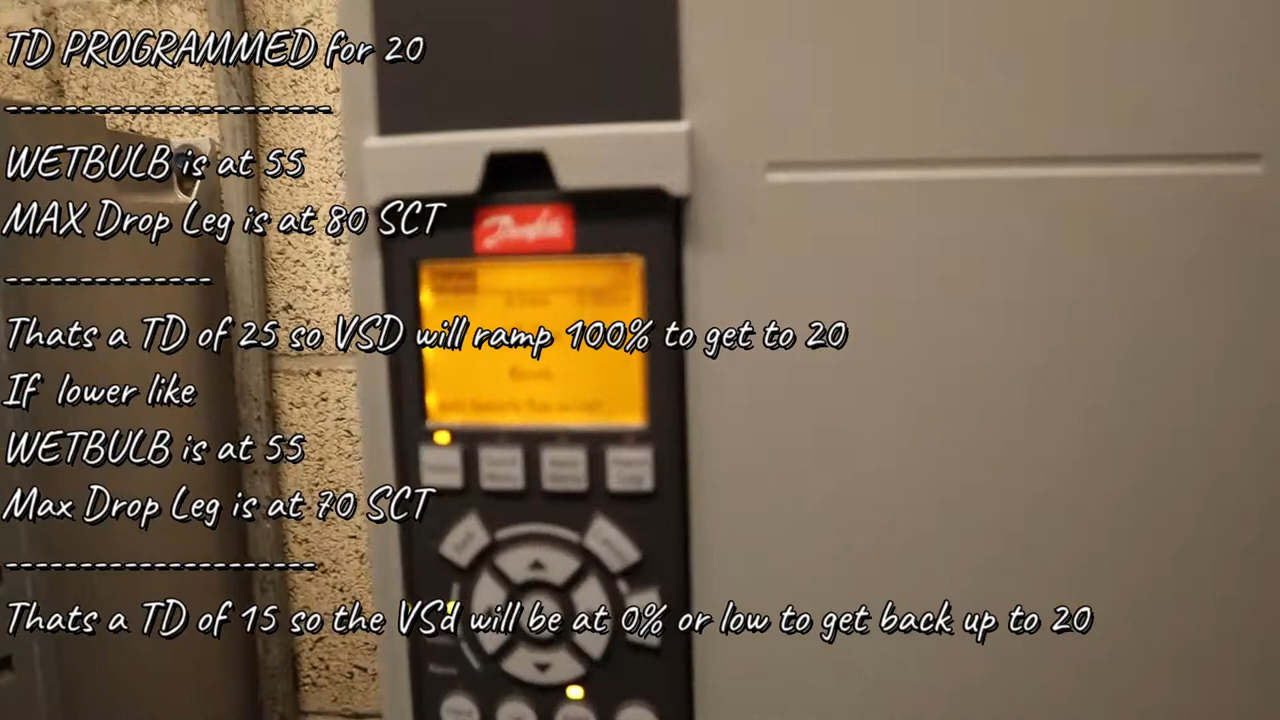 TD PROGRAMMED for 20
---------------------
WETBULB is at 55
MAX Drop Leg is at 80 SCT
-------------
Thats a TD of 25 so VSD will ramp 100% to get to 20
If lower like
WETBULB is at 55
Max Drop Leg is at 70 SCT
--------------------
Thats a TD of 15 so the VSd will be at 0% or low to get back up to 20
Danfoss